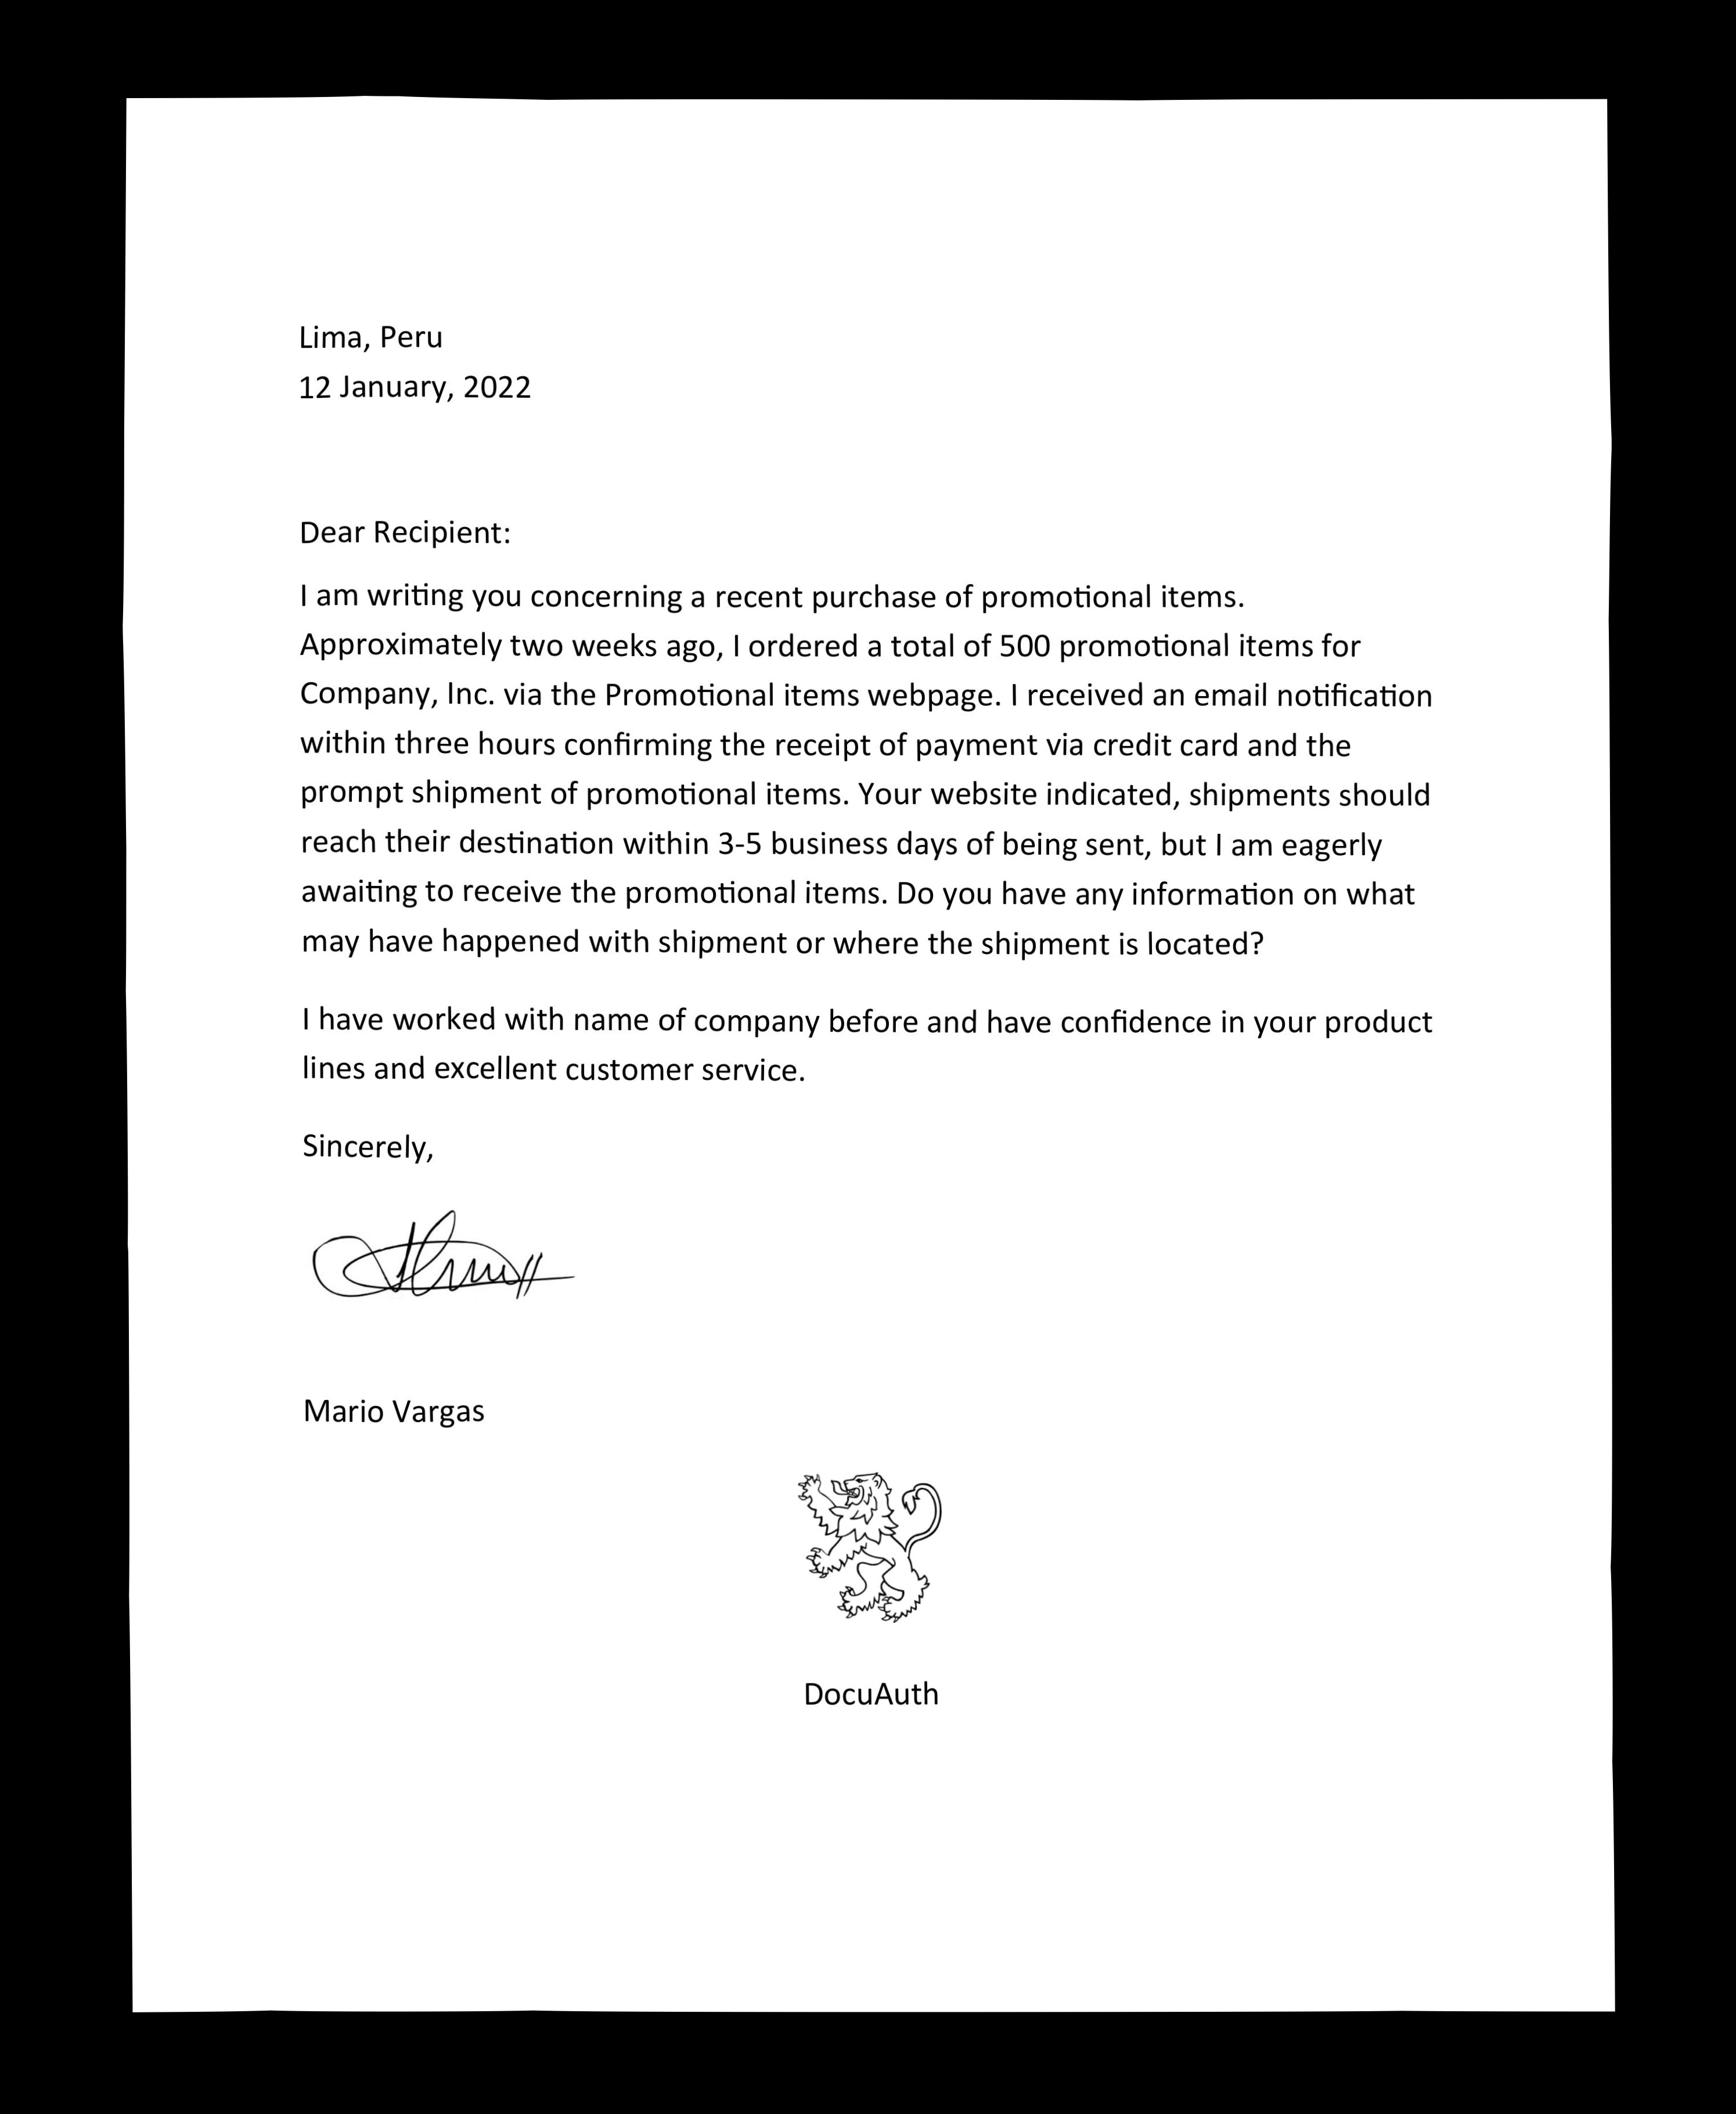 Lima, Peru
12 January, 2022
Dear Recipient:
I am writing you concerning a recent purchase of promotional items.
Approximately two weeks ago, I ordered a total of 500 promotional items for
Company, Inc. via the Promotional items webpage. I received an email notification
within three hours confirming the receipt of payment via credit card and the
prompt shipment of promotional items. Your website indicated, shipments should
reach their destination within 3-5 business days of being sent, but I am eagerly
awaiting to receive the promotional items. Do you have any information on what
may have happened with shipment or where the shipment is located?
I have worked with name of company before and have confidence in your product
lines and excellent customer service.
Sincerely,
Mario Vargas
DocuAuth